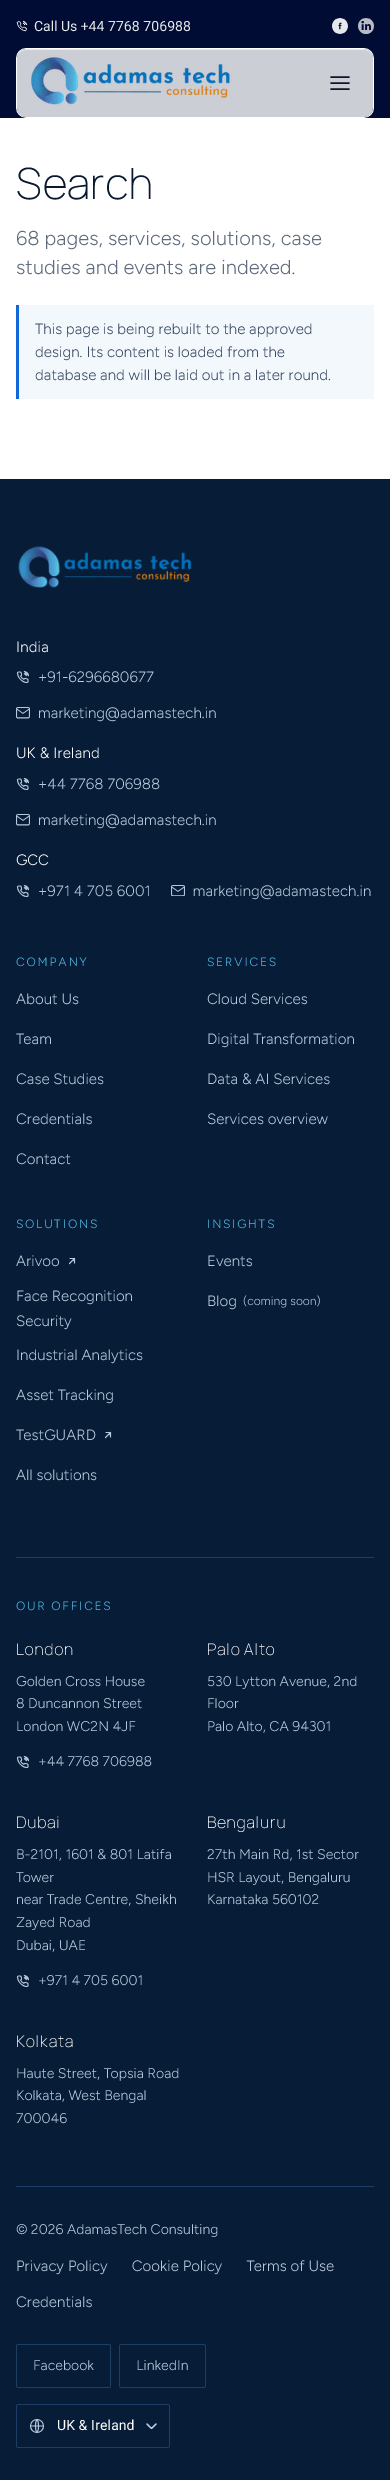 Call Us +44 7768 706988
adamas tech
consulting
Search
68 pages, services, solutions, case
studies and events are indexed.
This page is being rebuilt to the approved
design. Its content is loaded from the
database and will be laid out in a later round.
adamas tech
consulting
India
+91-6296680677
marketing@adamastech.in
UK & Ireland
+44 7768 706988
marketing@adamastech.in
GCC
+971 4 705 6001 marketing@adamastech.in
COMPANY
About Us
Team
Case Studies
Credentials
Contact
SERVICES
Cloud Services
Digital Transformation
Data & AI Services
Services overview
SOLUTIONS
Arivoo
Face Recognition
Security
Industrial Analytics
Asset Tracking
TestGUARD
All solutions
INSIGHTS
Events
Blog (coming soon)
OUR OFFICES
London
Golden Cross House
8 Duncannon Street
London WC2N 4JF
+44 7768 706988
Palo Alto
530 Lytton Avenue, 2nd
Floor
Palo Alto, CA 94301
Dubai
B-2101, 1601 & 801 Latifa
Tower
near Trade Centre, Sheikh
Zayed Road
Dubai, UAE
+971 4 705 6001
Bengaluru
27th Main Rd, 1st Sector
HSR Layout, Bengaluru
Karnataka 560102
Kolkata
Haute Street, Topsia Road
Kolkata, West Bengal
700046
© 2026 AdamasTech Consulting
Privacy Policy Cookie Policy Terms of Use
Credentials
Facebook LinkedIn
UK & Ireland